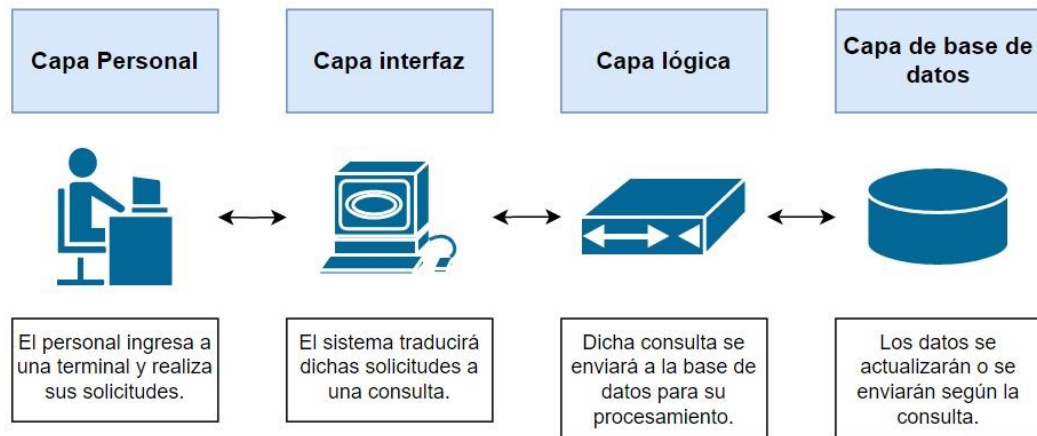 Capa Personal
Capa interfaz
Capa lógica
Capa de base de
datos
El personal ingresa a
una terminal y realiza
sus solicitudes.
El sistema traducirá
dichas solicitudes a
una consulta.
Dicha consulta se
enviará a la base de
datos para su
procesamiento.
Los datos se
actualizarán o se
enviarán según la
consulta.